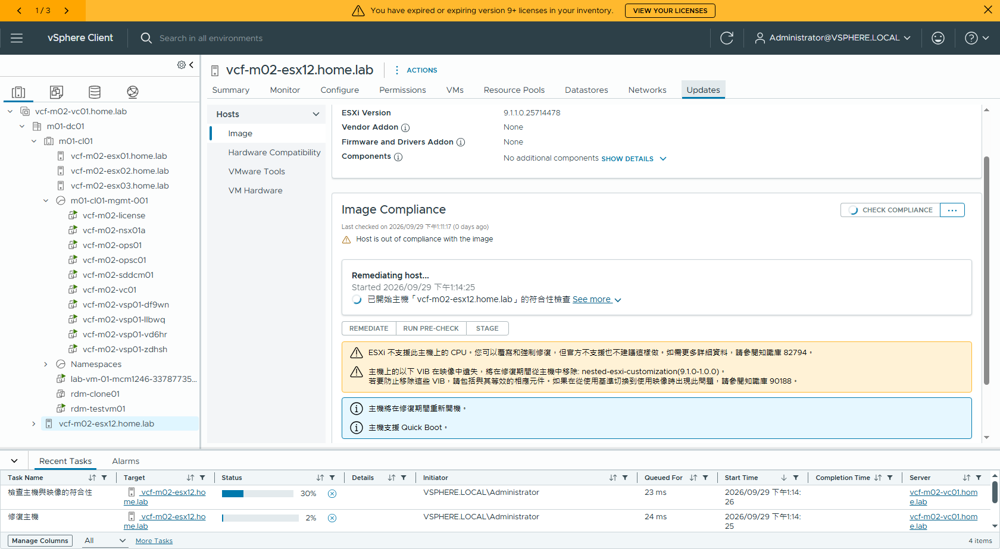 1 / 3
You have expired or expiring version 9+ licenses in your inventory.
VIEW YOUR LICENSES
vSphere Client
Search in all environments
Administrator@VSPHERE.LOCAL
vcf-m02-vc01.home.lab
m01-dc01
m01-cl01
vcf-m02-esx01.home.lab
vcf-m02-esx02.home.lab
vcf-m02-esx03.home.lab
m01-cl01-mgmt-001
vcf-m02-license
vcf-m02-nsx01a
vcf-m02-ops01
vcf-m02-opsc01
vcf-m02-sddcm01
vcf-m02-vc01
vcf-m02-vsp01-df9wn
vcf-m02-vsp01-llbwq
vcf-m02-vsp01-vd6hr
vcf-m02-vsp01-zdhsh
Namespaces
lab-vm-01-mcm1246-33787735...
rdm-clone01
rdm-testvm01
vcf-m02-esx12.home.lab
vcf-m02-esx12.home.lab
ACTIONS
Summary
Monitor
Configure
Permissions
VMs
Resource Pools
Datastores
Networks
Updates
Hosts
Image
Hardware Compatibility
VMware Tools
VM Hardware
ESXi Version 9.1.1.0.25714478
Vendor Addon None
Firmware and Drivers Addon None
Components No additional components SHOW DETAILS
Image Compliance
CHECK COMPLIANCE
...
Last checked on 2026/09/29 下午1:11:17 (0 days ago)
Host is out of compliance with the image
Remediating host...
Started 2026/09/29 下午1:14:25
已開始主機「vcf-m02-esx12.home.lab」的符合性檢查 See more
REMEDIATE
RUN PRE-CHECK
STAGE
ESXi 不支援此主機上的 CPU。您可以覆寫和強制修復，但官方不支援也不建議這樣做。如需更多詳細資料，請參閱知識庫 82794。
主機上的以下 VIB 在映像中遺失，將在修復期間從主機中移除: nested-esxi-customization(9.1.0-1.0.0)。
若要防止移除這些 VIB，請包括與其等效的相應元件。如果在從使用基準切換到使用映像時出現此問題，請參閱知識庫 90188。
主機將在修復期間重新開機。
主機支援 Quick Boot。
Recent Tasks
Alarms
Task Name
Target
Status
Details
Initiator
Queued For
Start Time
Completion Time
Server
檢查主機與映像的符合性
vcf-m02-esx12.ho
me.lab
30%
VSPHERE.LOCAL\Administrator
23 ms
2026/09/29 下午1:14:
26
vcf-m02-vc01.hom
e.lab
修復主機
vcf-m02-esx12.ho
me.lab
2%
VSPHERE.LOCAL\Administrator
24 ms
2026/09/29 下午1:14:
25
vcf-m02-vc01.hom
e.lab
Manage Columns
All
More Tasks
4 items